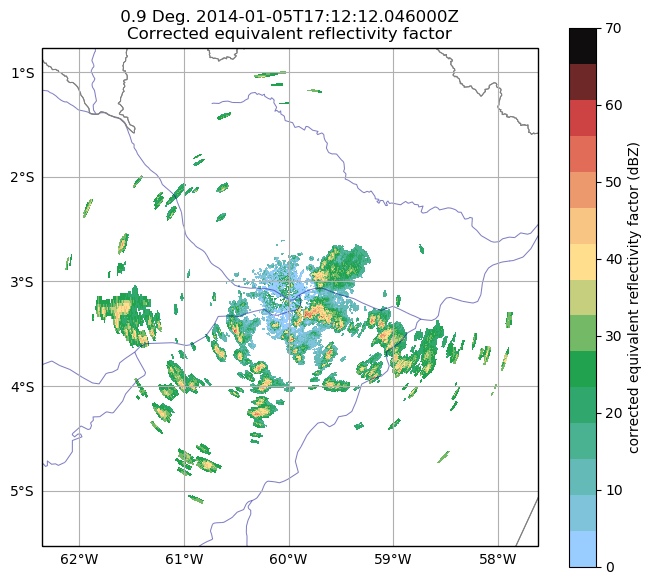 0.9 Deg. 2014-01-05T17:12:12.046000Z
Corrected equivalent reflectivity factor
1°S
2°S
3°S
4°S
5°S
62°W
61°W
60°W
59°W
58°W
70
60
50
40
30
20
10
0
corrected equivalent reflectivity factor (dBZ)